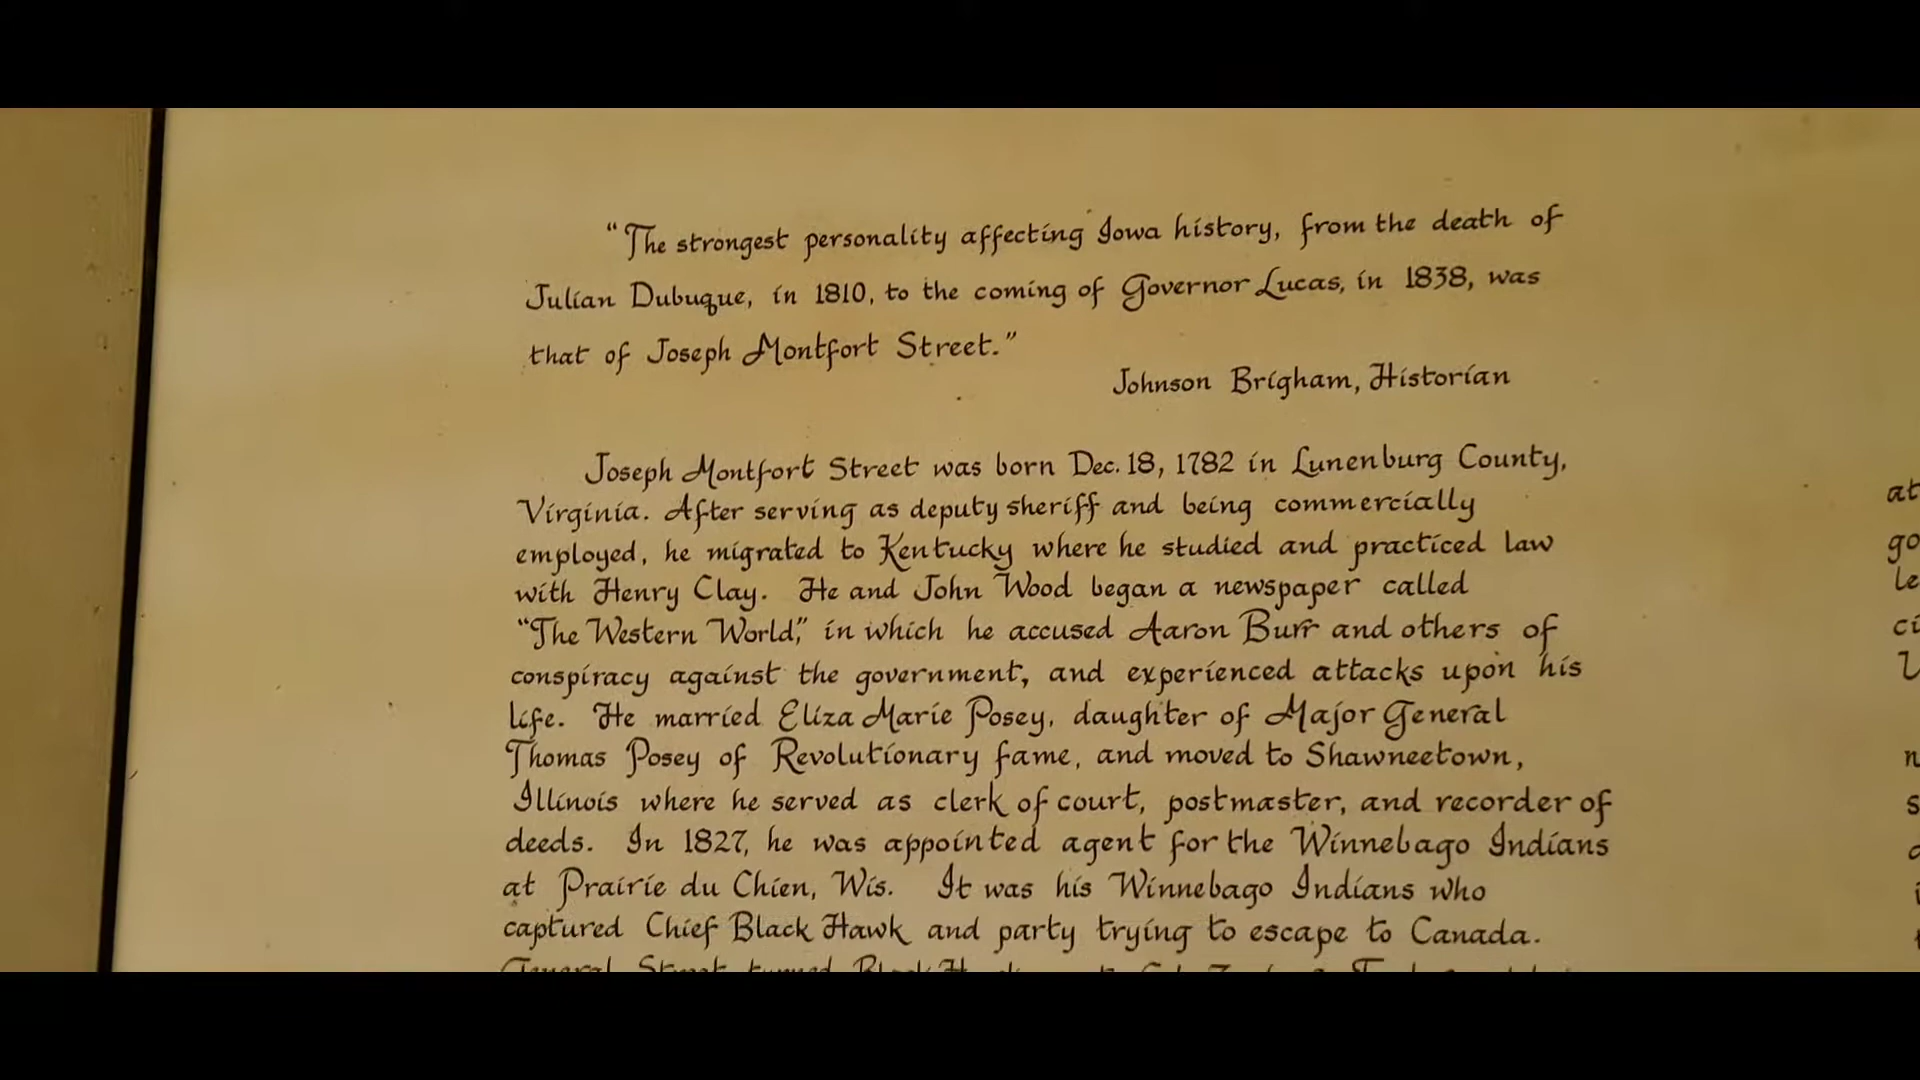 “The strongest personality affecting Iowa history, from the death of
Julian Dubuque, in 1810, to the coming of Governor Lucas, in 1838, was
that of Joseph Montfort Street.”
Johnson Brigham, Historian
Joseph Montfort Street was born Dec. 18, 1782 in Lunenburg County,
Virginia. After serving as deputy sheriff and being commercially
employed, he migrated to Kentucky where he studied and practiced law
with Henry Clay. He and John Wood began a newspaper called
“The Western World,” in which he accused Aaron Burr and others of
conspiracy against the government, and experienced attacks upon his
life. He married Eliza Marie Posey, daughter of Major General
Thomas Posey of Revolutionary fame, and moved to Shawneetown,
Illinois where he served as clerk of court, postmaster, and recorder of
deeds. In 1827, he was appointed agent for the Winnebago Indians
at Prairie du Chien, Wis. It was his Winnebago Indians who
captured Chief Black Hawk and party trying to escape to Canada.
General Street turned Black
at